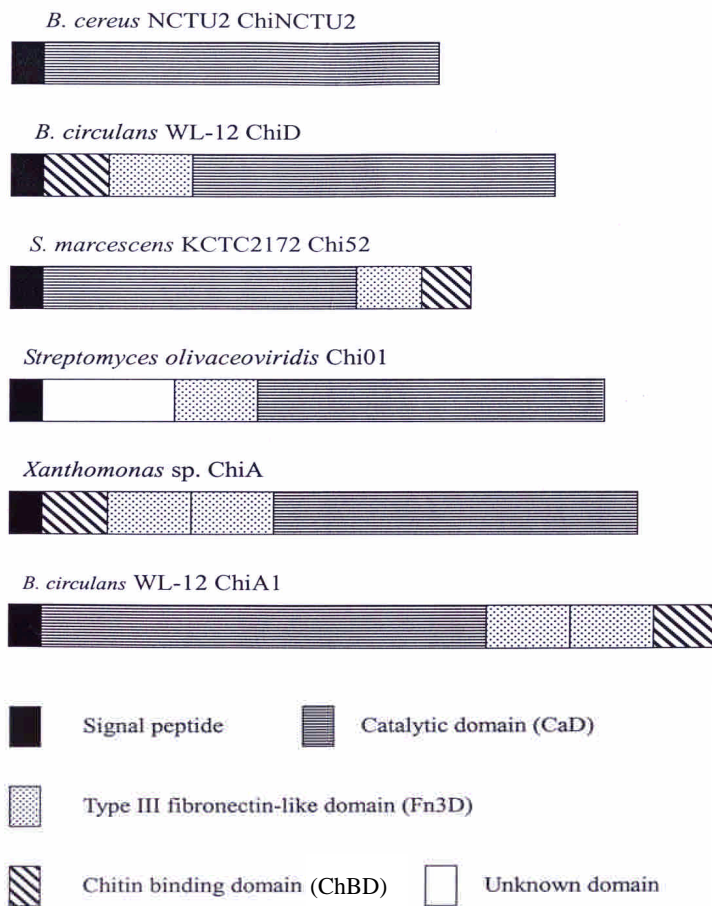 B. cereus NCTU2 ChiNCTU2
B. circulans WL-12 ChiD
S. marcescens KCTC2172 Chi52
Streptomyces olivaceoviridis Chi01
Xanthomonas sp. ChiA
B. circulans WL-12 ChiA1
Signal peptide
Catalytic domain (CaD)
Type III fibronectin-like domain (Fn3D)
Chitin binding domain (ChBD)
Unknown domain